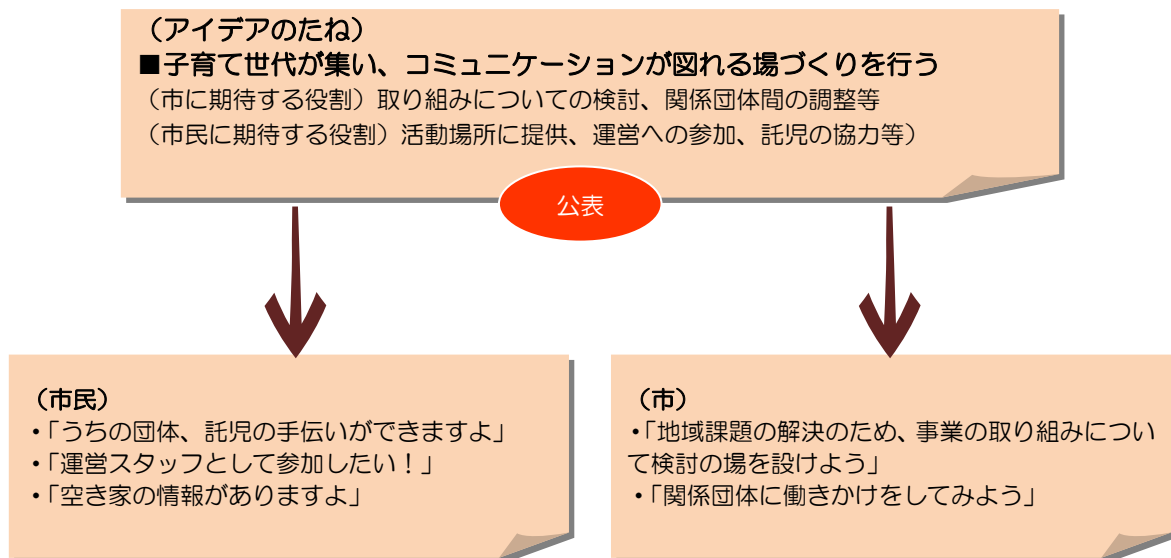 （アイデアのたね）
■子育て世代が集い、コミュニケーションが図れる場づくりを行う
（市に期待する役割）取り組みについての検討、関係団体間の調整等
（市民に期待する役割）活動場所に提供、運営への参加、託児の協力等）
公表
（市民）
・「うちの団体、託児の手伝いができますよ」
・「運営スタッフとして参加したい！」
・「空き家の情報がありますよ」
（市）
・「地域課題の解決のため、事業の取り組みについ
て検討の場を設けよう」
・「関係団体に働きかけをしてみよう」